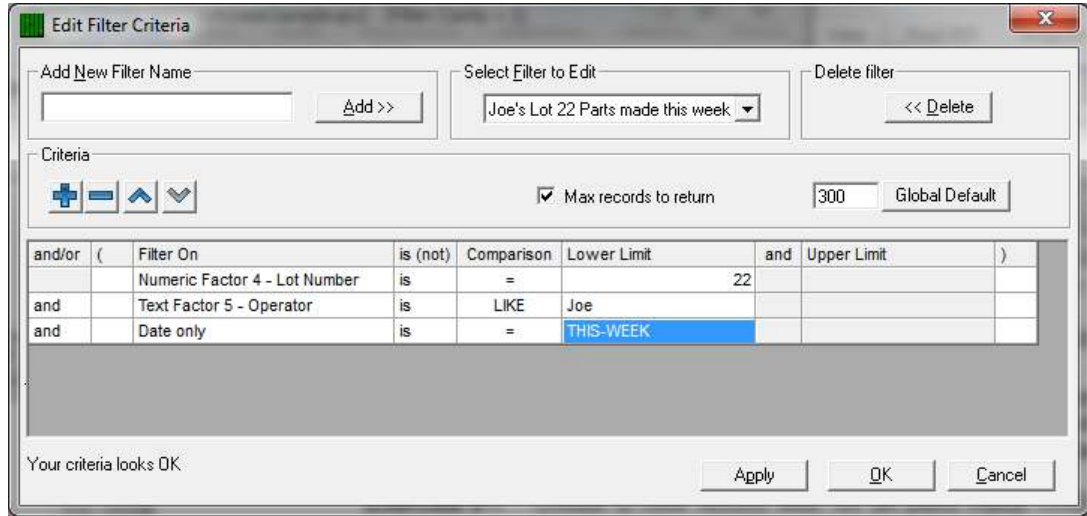 Edit Filter Criteria
Add New Filter Name
Add >>
Select Filter to Edit
Joe's Lot 22 Parts made this week
Delete filter
<< Delete
Criteria
Max records to return 300 Global Default
and/or ( Filter On is (not) Comparison Lower Limit and Upper Limit )
Numeric Factor 4 - Lot Number is = 22
and Text Factor 5 - Operator is LIKE Joe
and Date only is = THIS-WEEK
Your criteria looks OK
Apply OK Cancel